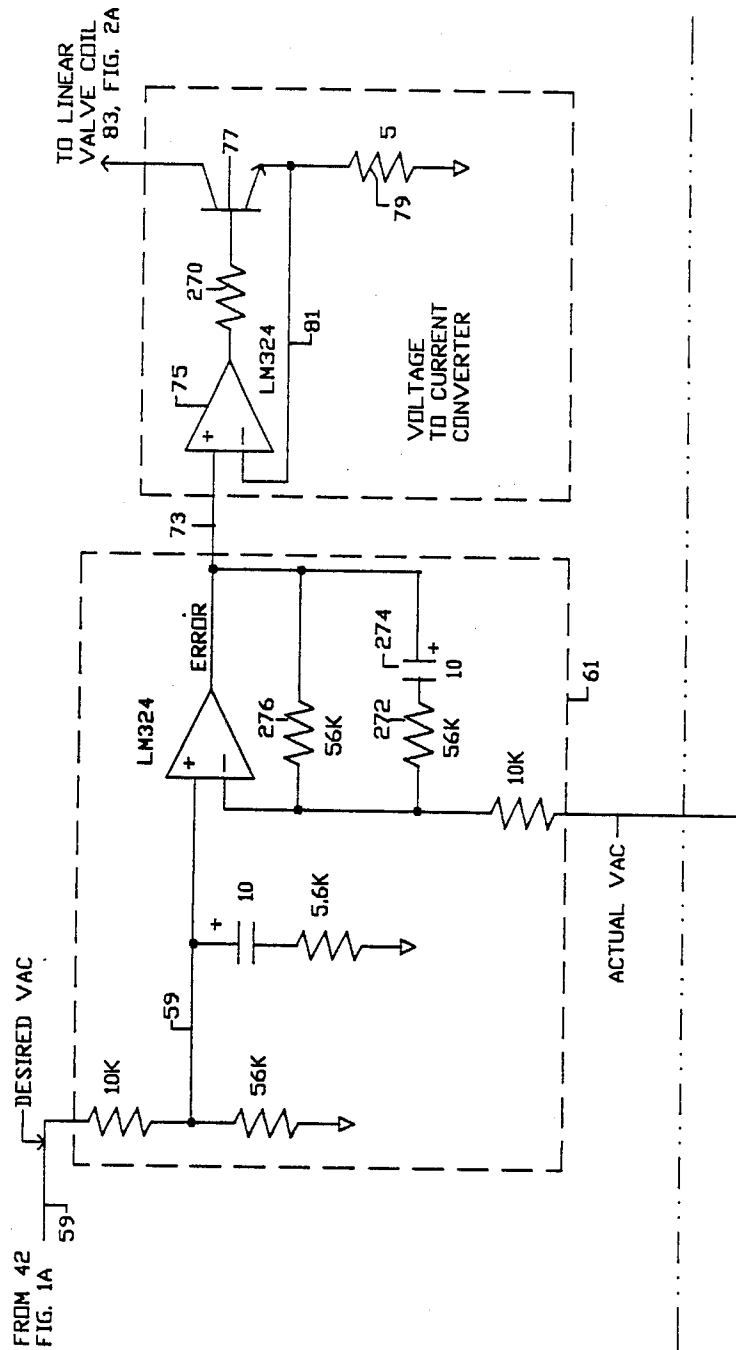 FROM 42
FIG. 1A
59
DESIRED VAC
10K
56K
59
+
10
5.6K
LM324
+
−
ERROR
276
56K
272
56K
274
+
10
10K
61
ACTUAL VAC
73
75
+
−
LM324
270
77
81
79
5
VOLTAGE
TO CURRENT
CONVERTER
TO LINEAR
VALVE COIL
83, FIG. 2A